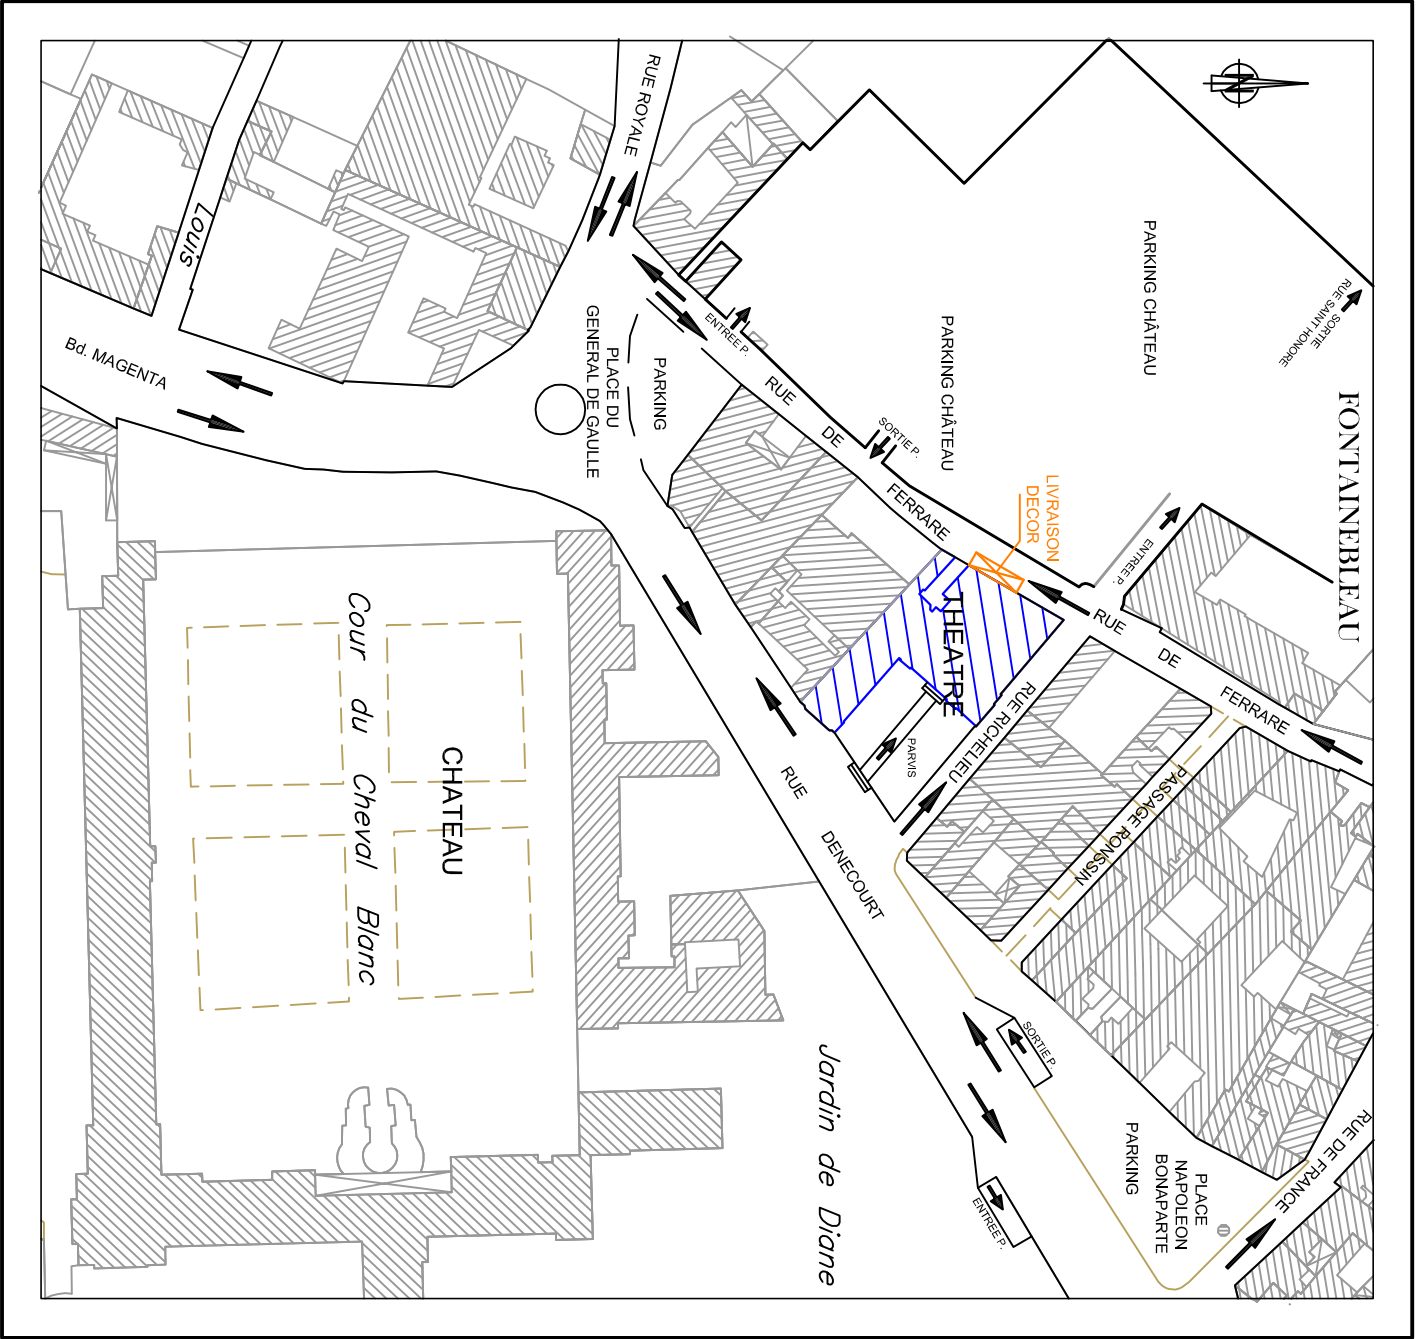 FONTAINEBLEAU
SORTIE
RUE SAINT HONORE
PARKING CHÂTEAU
PARKING CHÂTEAU
RUE ROYALE
Louis
Bd. MAGENTA
PARKING
PLACE DU
GENERAL DE GAULLE
ENTREE P.
RUE
DE
FERRARE
SORTIE P.
LIVRAISON
DECOR
ENTREE P.
RUE
DE
FERRARE
THEATRE
PARVIS
RUE RICHELIEU
PASSAGE RONSSIN
RUE
DENECOURT
CHATEAU
Cour du Cheval Blanc
Jardin de Diane
SORTIE P.
ENTREE P.
PARKING
PLACE
NAPOLEON
BONAPARTE
RUE DE FRANCE
N